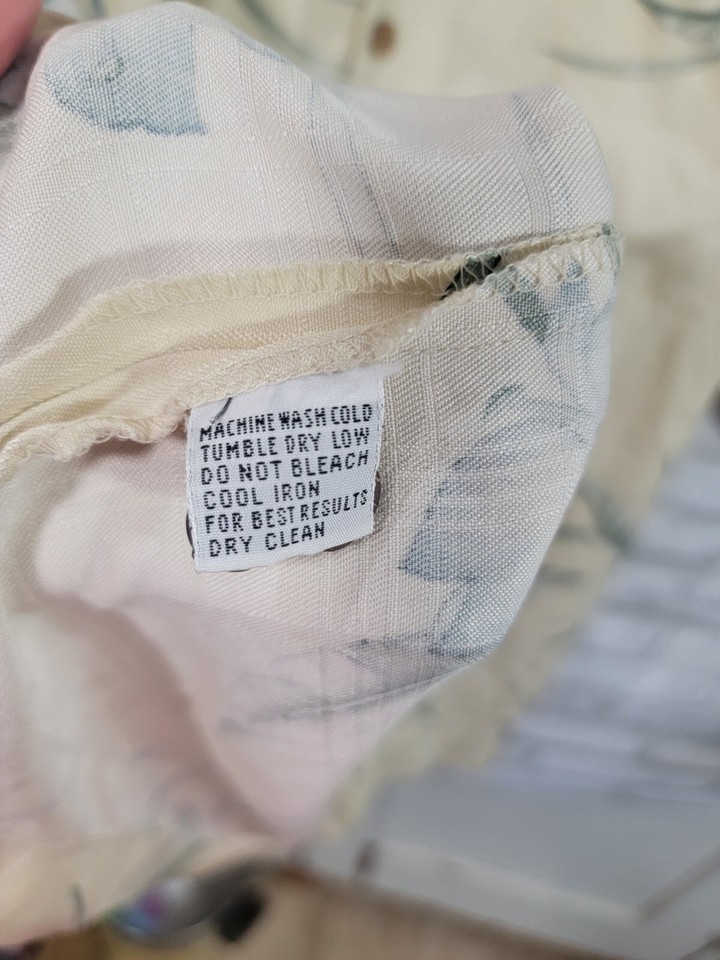 MACHINE WASH COLD
TUMBLE DRY LOW
DO NOT BLEACH
COOL IRON
FOR BEST RESULTS
DRY CLEAN